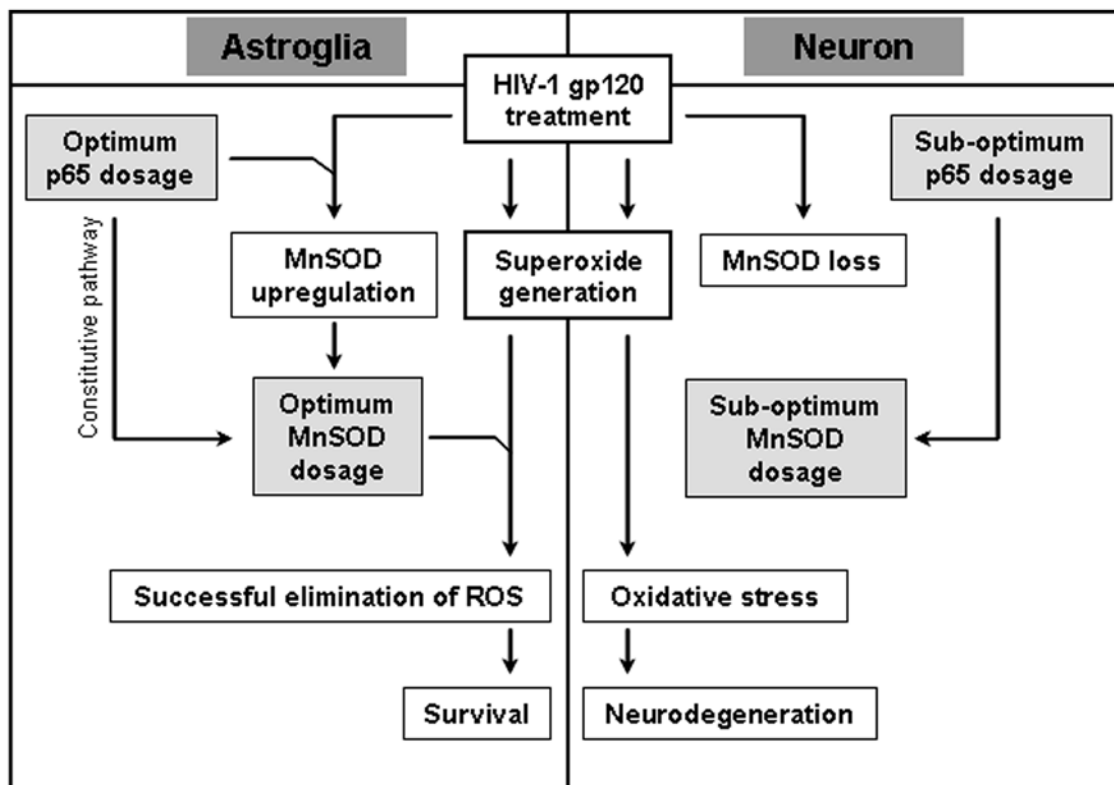 Astroglia
Neuron
HIV-1 gp120
treatment
Optimum
p65 dosage
Sub-optimum
p65 dosage
Constitutive pathway
MnSOD
upregulation
Superoxide
generation
MnSOD loss
Optimum
MnSOD
dosage
Sub-optimum
MnSOD
dosage
Successful elimination of ROS
Oxidative stress
Survival
Neurodegeneration